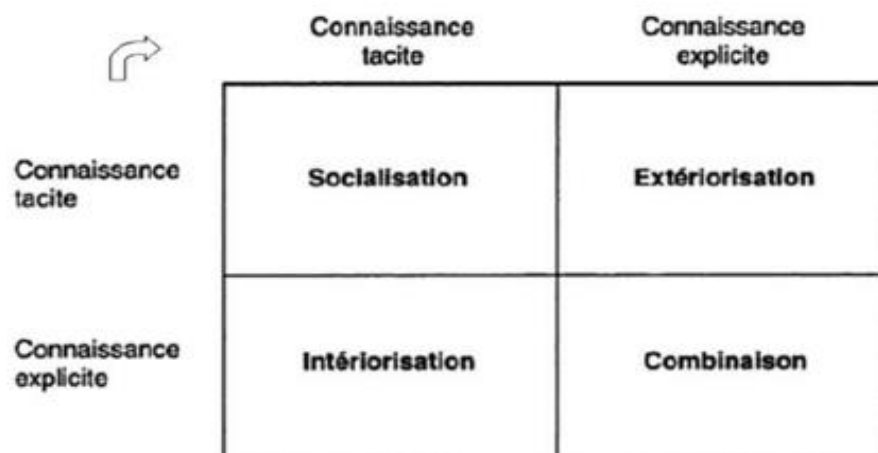 Connaissance tacite
Connaissance explicite
Connaissance tacite
Socialisation
Extériorisation
Connaissance explicite
Intériorisation
Combinaison